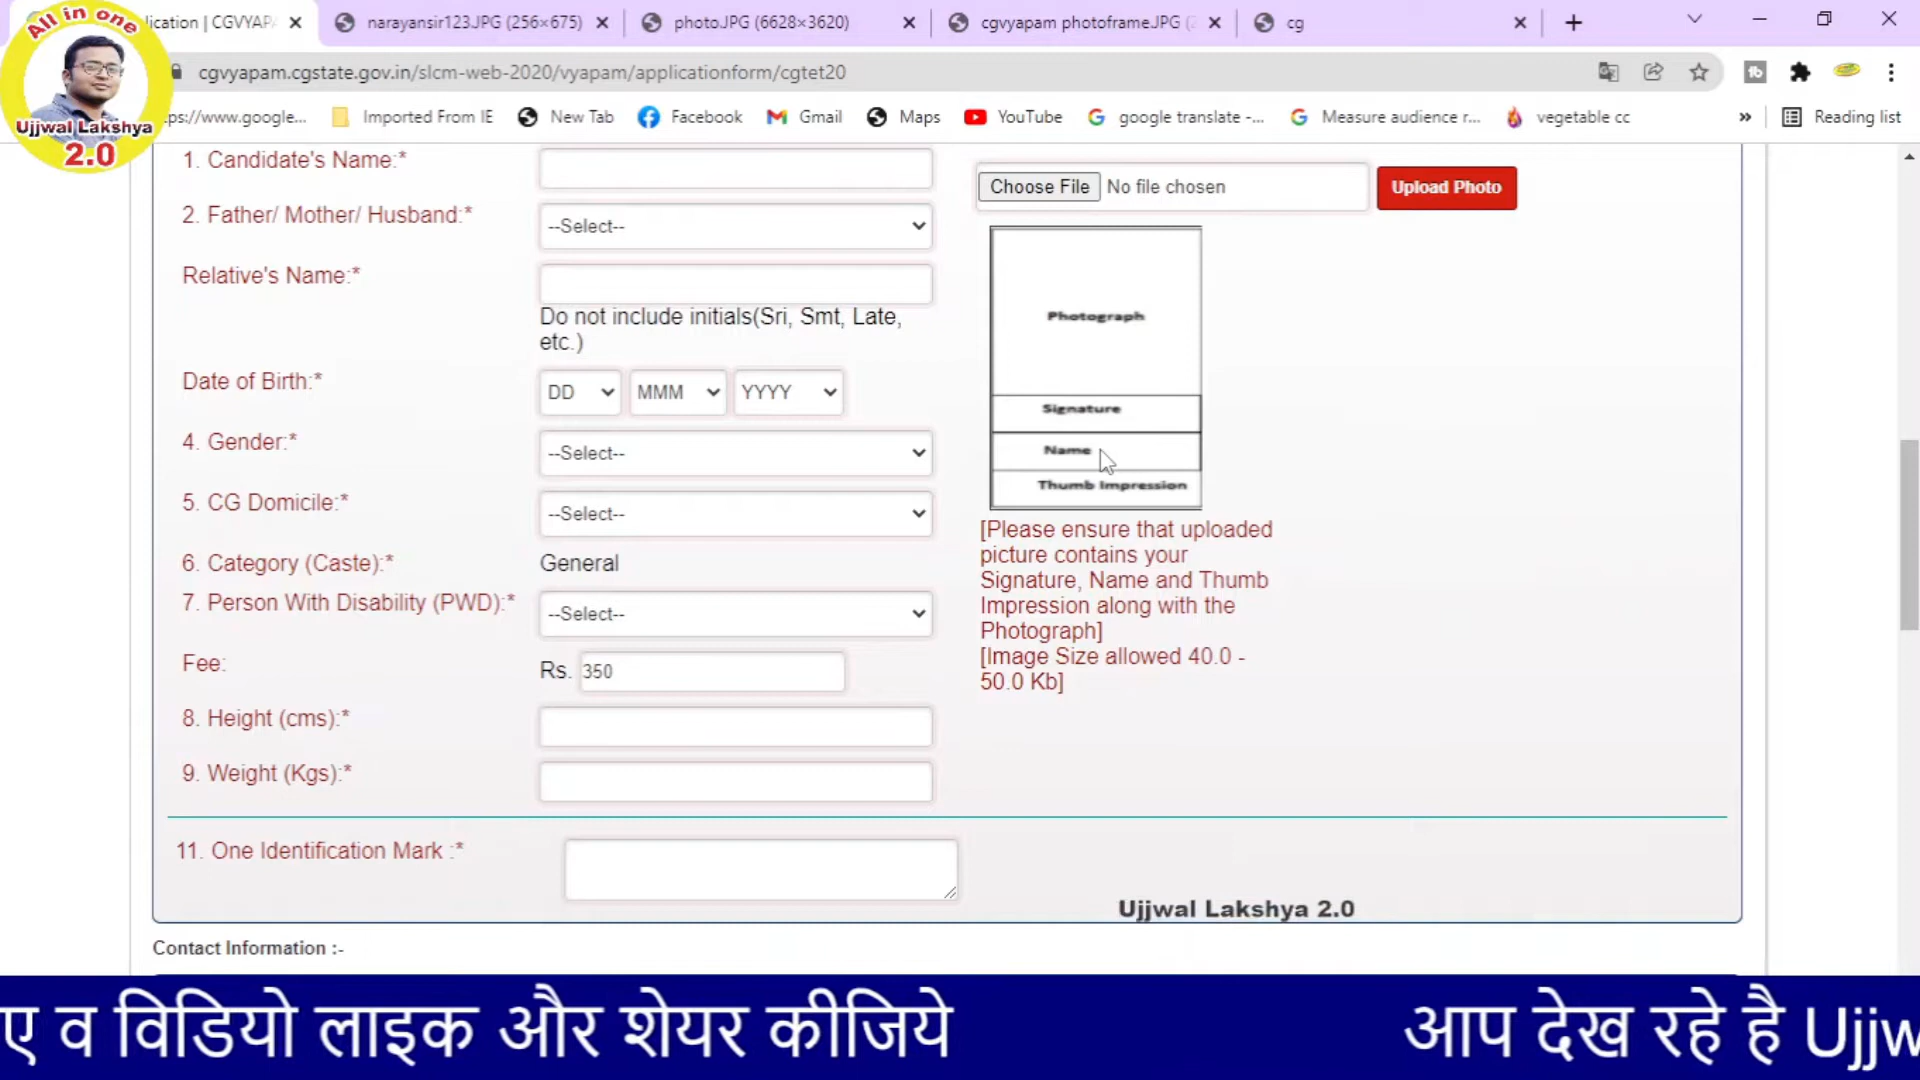 All in one
Ujjwal Lakshya
2.0
lication | CGVYAP
narayansir123JPG (256×675)
photo.JPG (6628×3620)
cgvyapam photoframeJPG (
cg
cgvyapam.cgstate.gov.in/slcm-web-2020/vyapam/applicationform/cgtet20
ps://www.google...
Imported From IE
New Tab
Facebook
Gmail
Maps
YouTube
google translate -...
Measure audience r...
vegetable cc
»
Reading list
1. Candidate's Name:*
Choose File No file chosen
Upload Photo
2. Father/ Mother/ Husband:*
--Select--
Relative's Name:*
Do not include initials(Sri, Smt, Late,
etc.)
Photograph
Date of Birth:*
DD
MMM
YYYY
Signature
4. Gender:*
--Select--
Name
Thumb Impression
5. CG Domicile:*
--Select--
[Please ensure that uploaded
picture contains your
Signature, Name and Thumb
Impression along with the
Photograph]
[Image Size allowed 40.0 -
50.0 Kb]
6. Category (Caste):*
General
7. Person With Disability (PWD):*
--Select--
Fee:
Rs. 350
8. Height (cms):*
9. Weight (Kgs):*
11. One Identification Mark :*
Ujjwal Lakshya 2.0
Contact Information :-
ए व विडियो लाइक और शेयर कीजिये
आप देख रहे है Ujjw